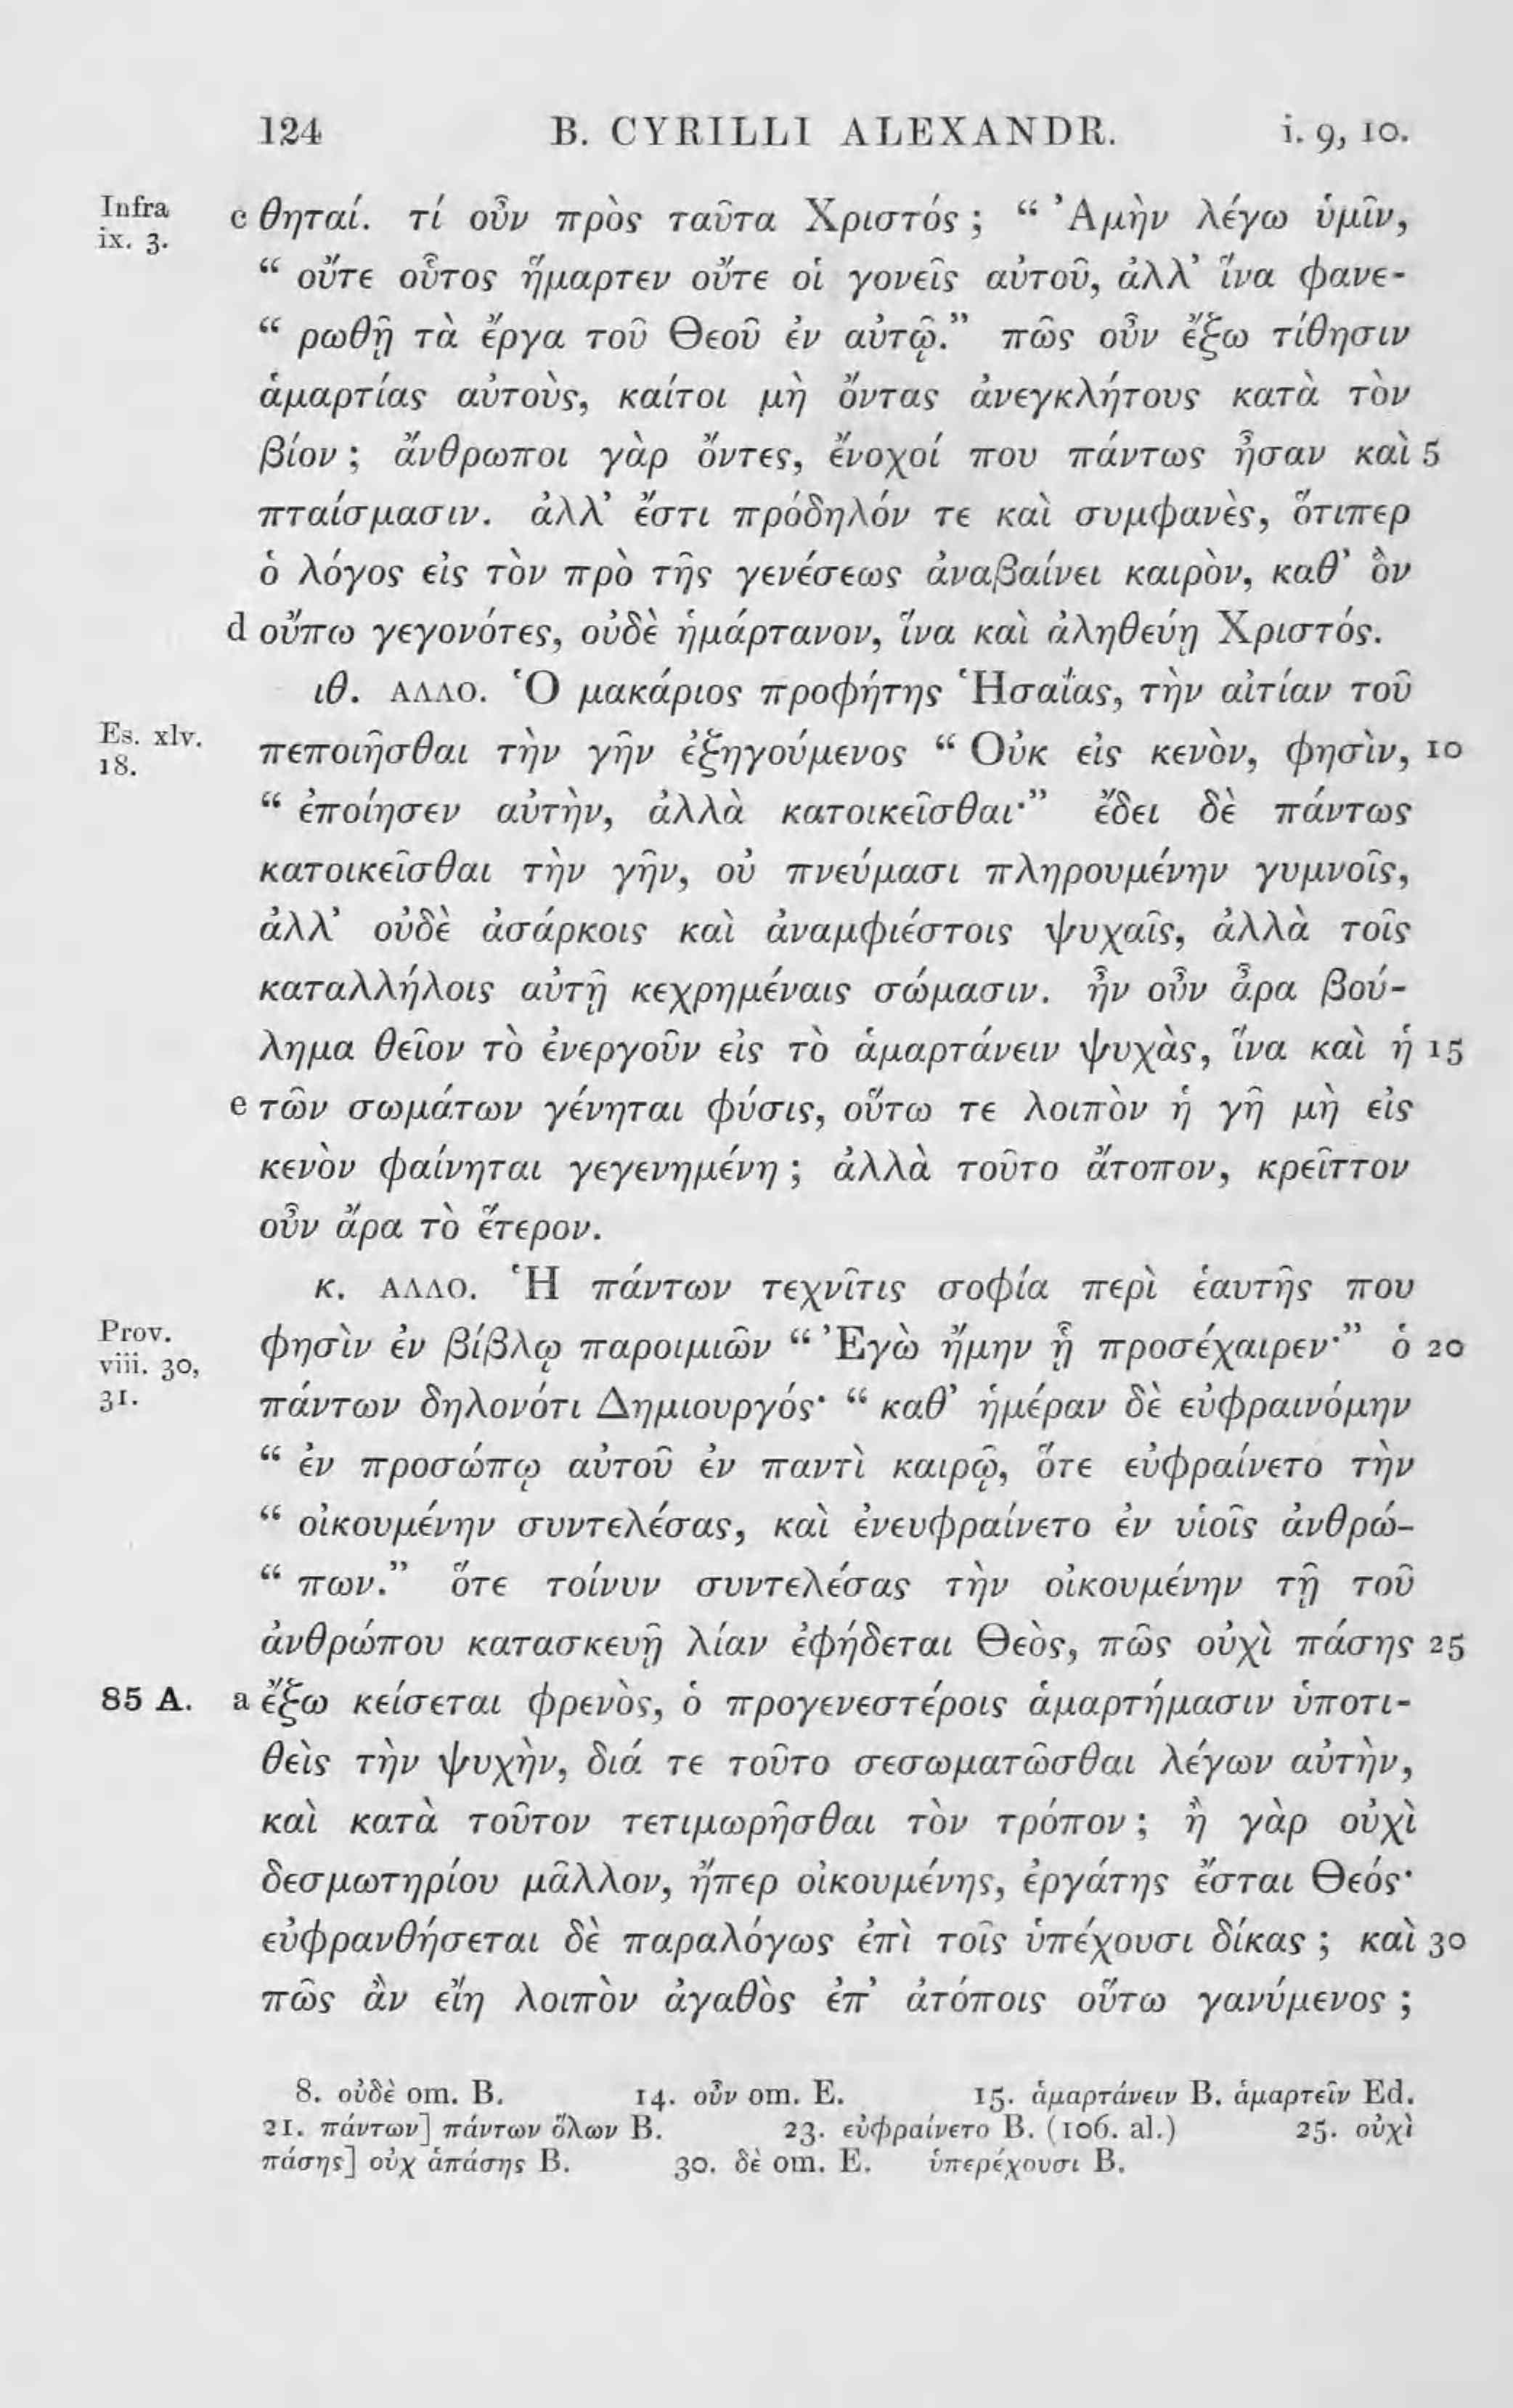 124 B. CYRILLI ALEXANDR. i. 9, 10.
Infra ix. 3.
c θηταί. τί οὖν πρὸς ταῦτα Χριστός; “ Ἀμὴν λέγω ὑμῖν,
“ οὔτε οὗτος ἥμαρτεν οὔτε οἱ γονεῖς αὐτοῦ, ἀλλ’ ἵνα φανε-
“ ρωθῇ τὰ ἔργα τοῦ Θεοῦ ἐν αὐτῷ.” πῶς οὖν ἔξω τίθησιν
ἁμαρτίας αὐτοὺς, καίτοι μὴ ὄντας ἀνεγκλήτους κατὰ τὸν
βίον; ἄνθρωποι γὰρ ὄντες, ἔνοχοί που πάντως ἦσαν καὶ 5
πταίσμασιν. ἀλλ’ ἔστι πρόδηλόν τε καὶ συμφανὲς, ὅτιπερ
ὁ λόγος εἰς τὸν πρὸ τῆς γενέσεως ἀναβαίνει καιρὸν, καθ’ ὃν
d οὔπω γεγονότες, οὐδὲ ἡμάρτανον, ἵνα καὶ ἀληθεύῃ Χριστός.
ιθ. ΑΛΛΟ. Ὁ μακάριος προφήτης Ἡσαΐας, τὴν αἰτίαν τοῦ
Es. xlv. 18.
πεποιῆσθαι τὴν γῆν ἐξηγούμενος “ Οὐκ εἰς κενὸν, φησὶν, 10
“ ἐποίησεν αὐτὴν, ἀλλὰ κατοικεῖσθαι·” ἔδει δὲ πάντως
κατοικεῖσθαι τὴν γῆν, οὐ πνεύμασι πληρουμένην γυμνοῖς,
ἀλλ’ οὐδὲ ἀσάρκοις καὶ ἀναμφιέστοις ψυχαῖς, ἀλλὰ τοῖς
καταλλήλοις αὐτῇ κεχρημέναις σώμασιν. ἦν οὖν ἆρα βού-
λημα θεῖον τὸ ἐνεργοῦν εἰς τὸ ἁμαρτάνειν ψυχὰς, ἵνα καὶ ἡ 15
e τῶν σωμάτων γένηται φύσις, οὕτω τε λοιπὸν ἡ γῆ μὴ εἰς
κενὸν φαίνηται γεγενημένη; ἀλλὰ τοῦτο ἄτοπον, κρεῖττον
οὖν ἄρα τὸ ἕτερον.
κ. ΑΛΛΟ. Ἡ πάντων τεχνῖτις σοφία περὶ ἑαυτῆς που
Prov. viii. 30, 31.
φησὶν ἐν βίβλῳ παροιμιῶν “ Ἐγὼ ἤμην ᾗ προσέχαιρεν·” ὁ 20
πάντων δηλονότι Δημιουργός· “ καθ’ ἡμέραν δὲ εὐφραινόμην
“ ἐν προσώπῳ αὐτοῦ ἐν παντὶ καιρῷ, ὅτε εὐφραίνετο τὴν
“ οἰκουμένην συντελέσας, καὶ ἐνευφραίνετο ἐν υἱοῖς ἀνθρώ-
“ πων.” ὅτε τοίνυν συντελέσας τὴν οἰκουμένην τῇ τοῦ
ἀνθρώπου κατασκευῇ λίαν ἐφήδεται Θεὸς, πῶς οὐχὶ πάσης 25
85 A. a ἔξω κείσεται φρενὸς, ὁ προγενεστέροις ἁμαρτήμασιν ὑποτι-
θεὶς τὴν ψυχὴν, διά τε τοῦτο σεσωματῶσθαι λέγων αὐτὴν,
καὶ κατὰ τοῦτον τετιμωρῆσθαι τὸν τρόπον; ἢ γὰρ οὐχὶ
δεσμωτηρίου μᾶλλον, ἤπερ οἰκουμένης, ἐργάτης ἔσται Θεός·
εὐφρανθήσεται δὲ παραλόγως ἐπὶ τοῖς ὑπέχουσι δίκας; καὶ 30
πῶς ἂν εἴη λοιπὸν ἀγαθὸς ἐπ’ ἀτόποις οὕτω γανύμενος;
8. οὐδὲ om. B. 14. οὖν om. E. 15. ἁμαρτάνειν B. ἁμαρτεῖν Ed.
21. πάντων] πάντων ὅλων B. 23. εὐφραίνετο B. (106. al.) 25. οὐχὶ
πάσης] οὐχ ἁπάσης B. 30. δὲ om. E. ὑπερέχουσι B.